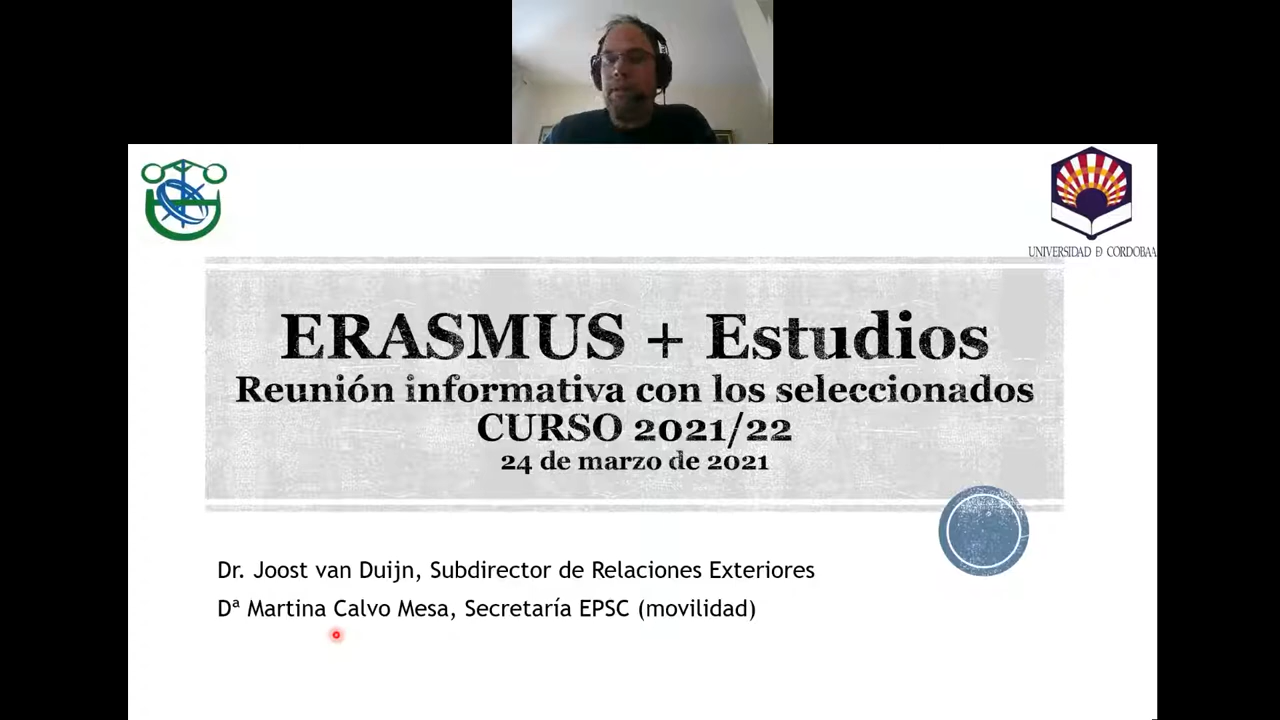 UNIVERSIDAD D CORDOBA
ERASMUS + Estudios
Reunión informativa con los seleccionados
CURSO 2021/22
24 de marzo de 2021
Dr. Joost van Duijn, Subdirector de Relaciones Exteriores
Dª Martina Calvo Mesa, Secretaría EPSC (movilidad)